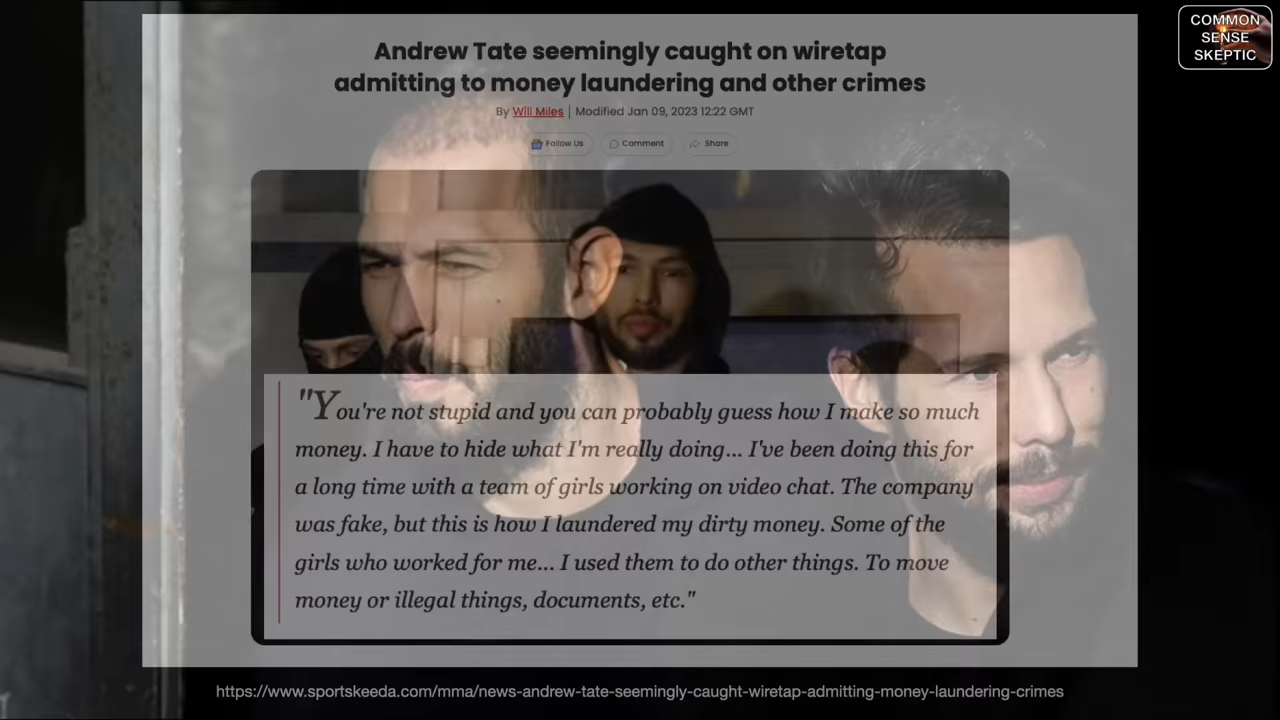 COMMON
SENSE
SKEPTIC
Andrew Tate seemingly caught on wiretap
admitting to money laundering and other crimes
By Will Miles | Modified Jan 09, 2023 12:22 GMT
Follow Us
Comment
Share
"You're not stupid and you can probably guess how I make so much
money. I have to hide what I'm really doing... I've been doing this for
a long time with a team of girls working on video chat. The company
was fake, but this is how I laundered my dirty money. Some of the
girls who worked for me... I used them to do other things. To move
money or illegal things, documents, etc."
https://www.sportskeeda.com/mma/news-andrew-tate-seemingly-caught-wiretap-admitting-money-laundering-crimes